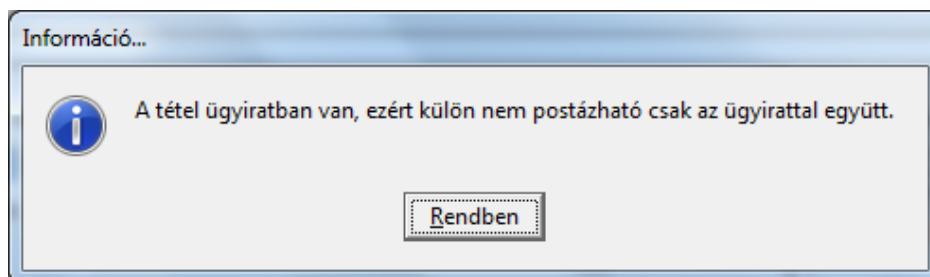 Információ...
A tétel ügyiratban van, ezért külön nem postázható csak az ügyirattal együtt.
Rendben